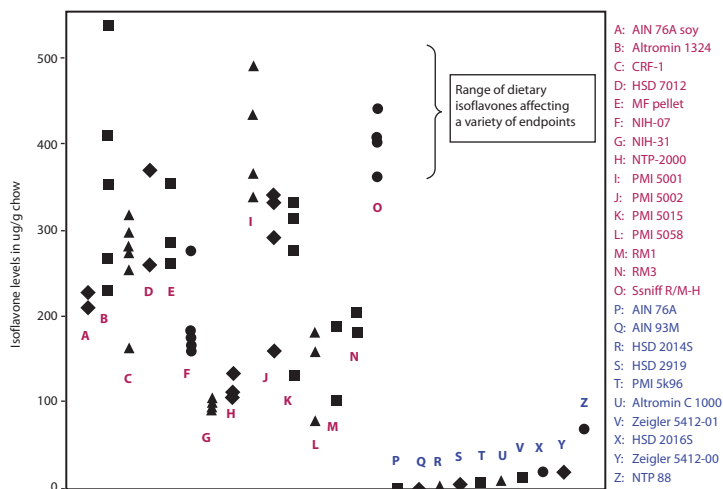 Isoflavone levels in ug/g chow
500
400
300
200
100
0
Range of dietary
isoflavones affecting
a variety of endpoints
A
B
C
D
E
F
G
H
I
J
K
L
M
N
O
P
Q
R
S
T
U
V
X
Y
Z
A: AIN 76A soy
B: Altromin 1324
C: CRF-1
D: HSD 7012
E: MF pellet
F: NIH-07
G: NIH-31
H: NTP-2000
I: PMI 5001
J: PMI 5002
K: PMI 5015
L: PMI 5058
M: RM1
N: RM3
O: Ssniff R/M-H
P: AIN 76A
Q: AIN 93M
R: HSD 2014S
S: HSD 2919
T: PMI 5k96
U: Altromin C 1000
V: Zeigler 5412-01
X: HSD 2016S
Y: Zeigler 5412-00
Z: NTP 88